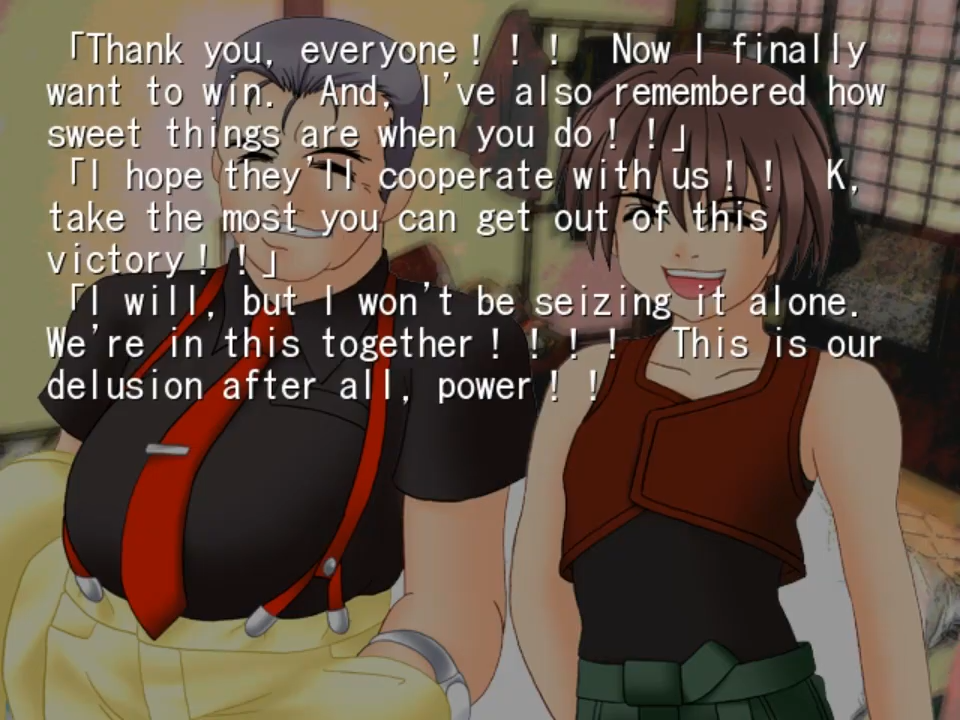 「Thank you, everyone！！！　Now I finally
want to win.　And, I've also remembered how
sweet things are when you do！！」
「I hope they'll cooperate with us！！　K,
take the most you can get out of this
victory！！」
「I will, but I won't be seizing it alone.
We're in this together！！！！　This is our
delusion after all, power！！